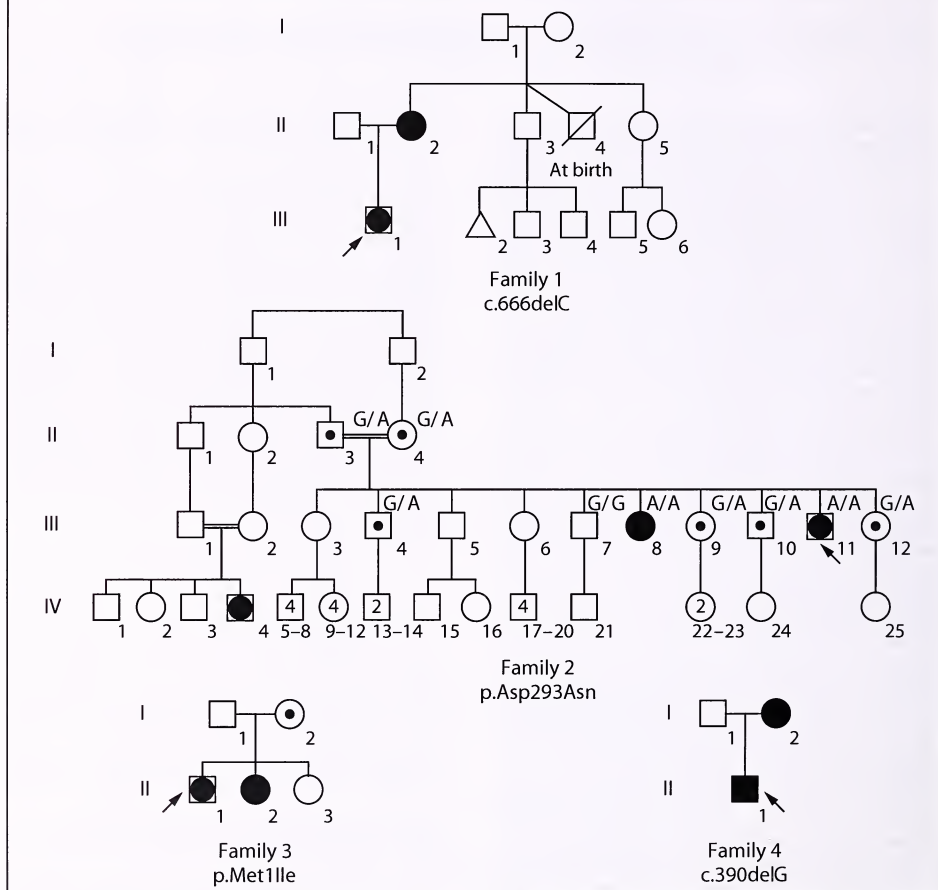 I
1
2
II
1
2
3
4
5
At birth
III
1
2
3
4
5
6
Family 1
c.666delC
I
1
2
G/A G/A
II
1
2
3
4
G/A G/G A/A G/A G/A A/A G/A
III
1
2
3
4
5
6
7
8
9
10
11
12
IV
4 4 2 4 2
1 2 3 4 5–8 9–12 13–14 15 16 17–20 21 22–23 24 25
Family 2
p.Asp293Asn
I
1
2
II
1
2
3
Family 3
p.Met1Ile
I
1
2
II
1
Family 4
c.390delG